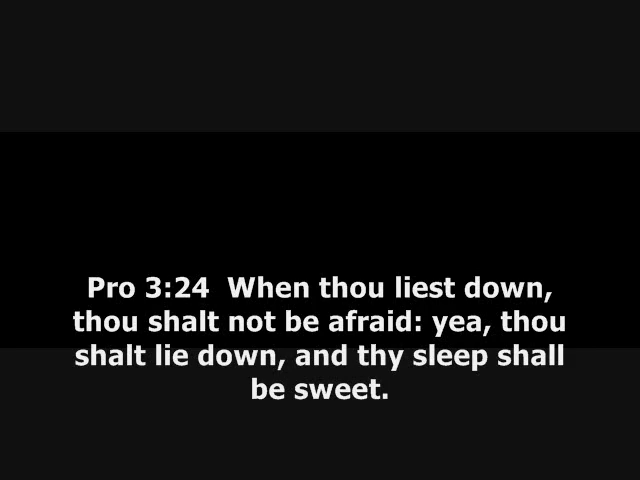 Pro 3:24  When thou liest down,
thou shalt not be afraid: yea, thou
shalt lie down, and thy sleep shall
be sweet.